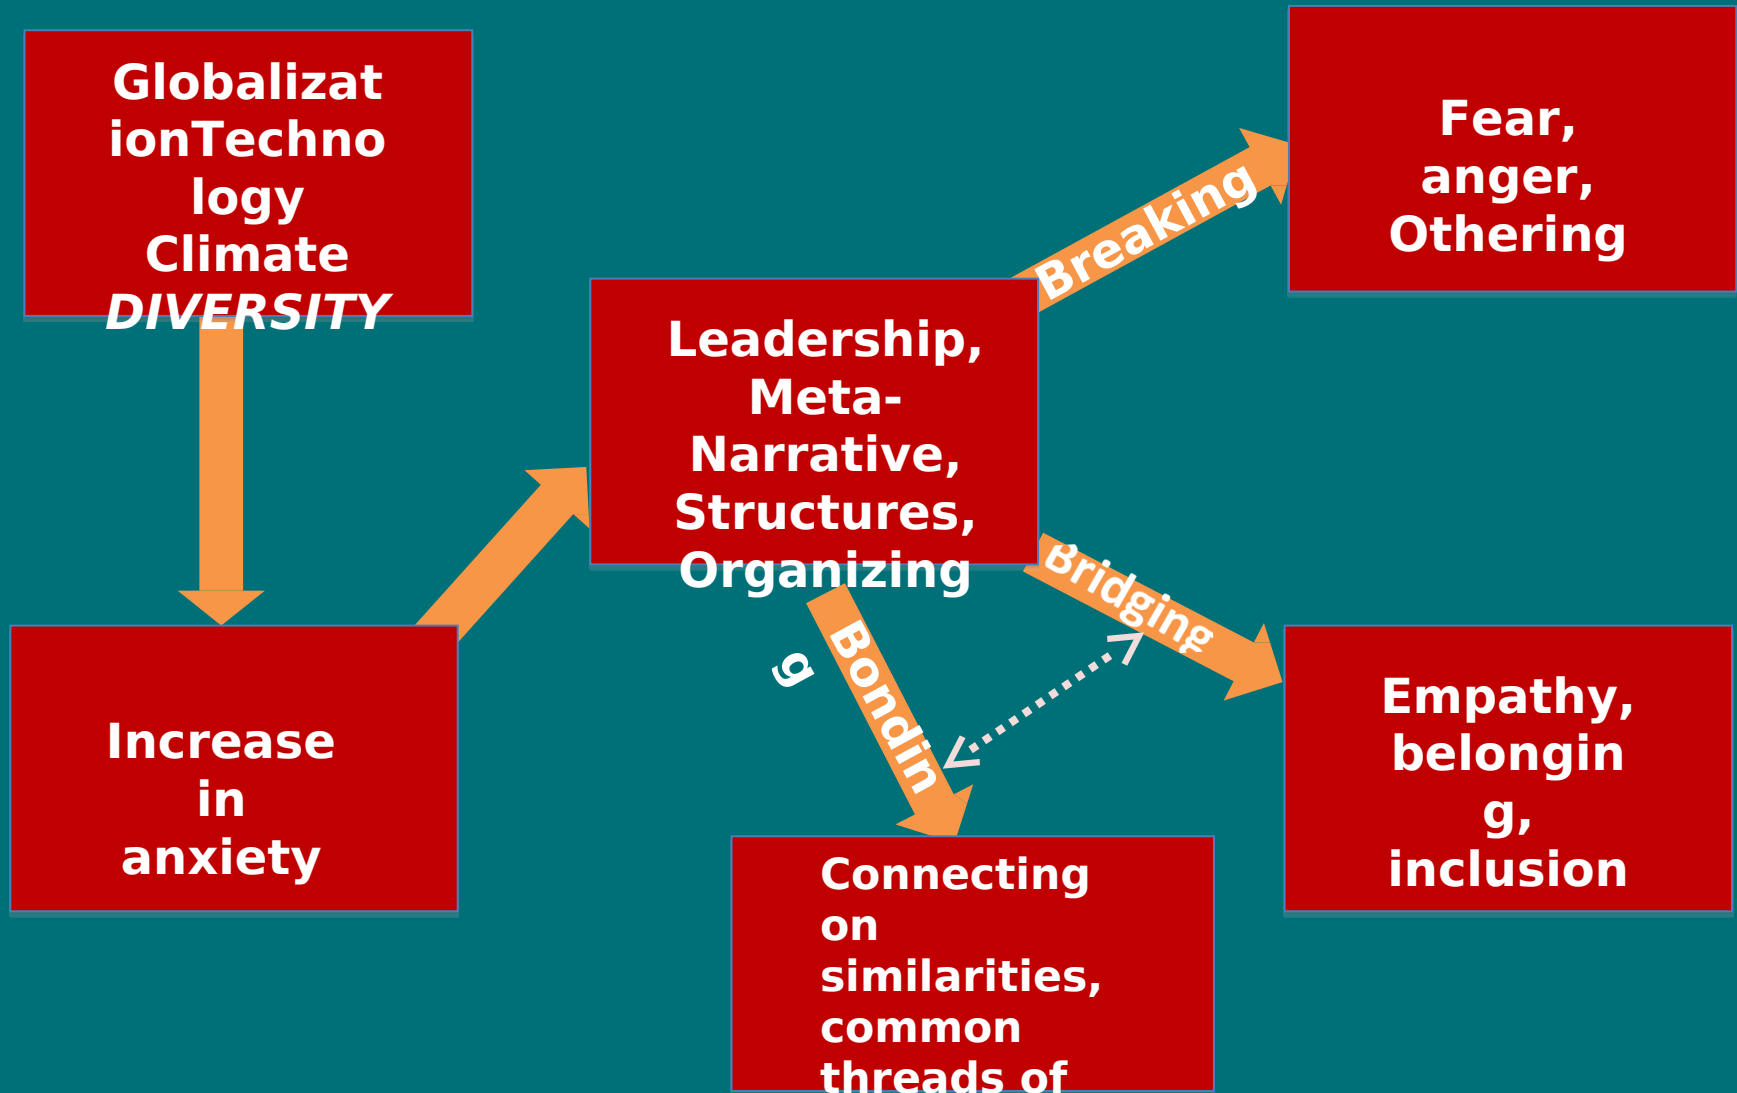 Globalizat
ionTechno
logy
Climate
DIVERSITY
Increase
in
anxiety
Leadership,
Meta-
Narrative,
Structures,
Organizing
Breaking
Fear,
anger,
Othering
Bridging
Empathy,
belongin
g,
inclusion
Bondin
g
Connecting
on
similarities,
common
threads of